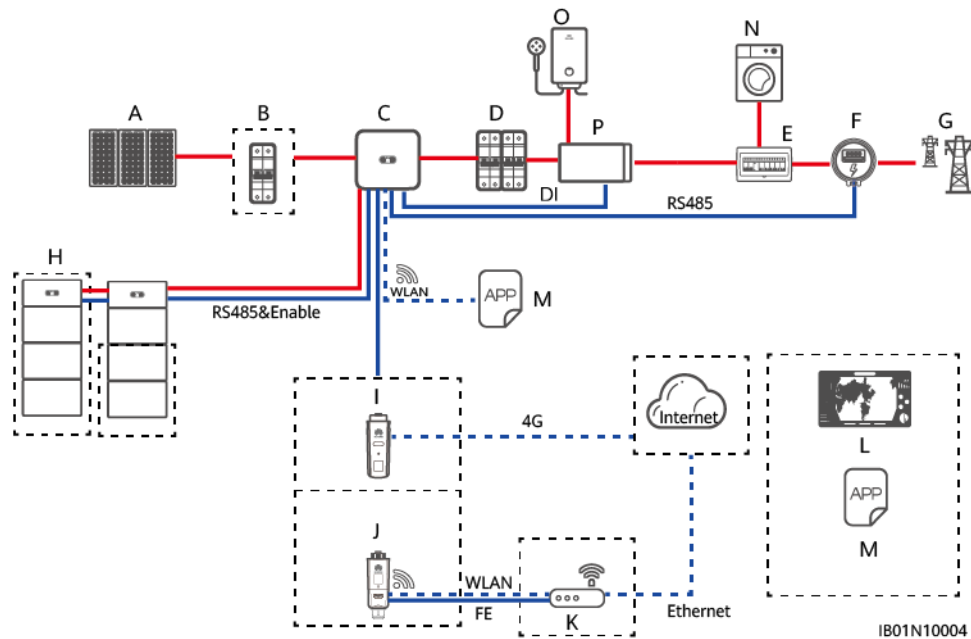 O
N
A
B
C
D
P
E
F
G
DI
RS485
H
WLAN
APP
M
RS485&Enable
I
4G
Internet
L
APP
M
J
WLAN
FE
K
Ethernet
IB01N10004